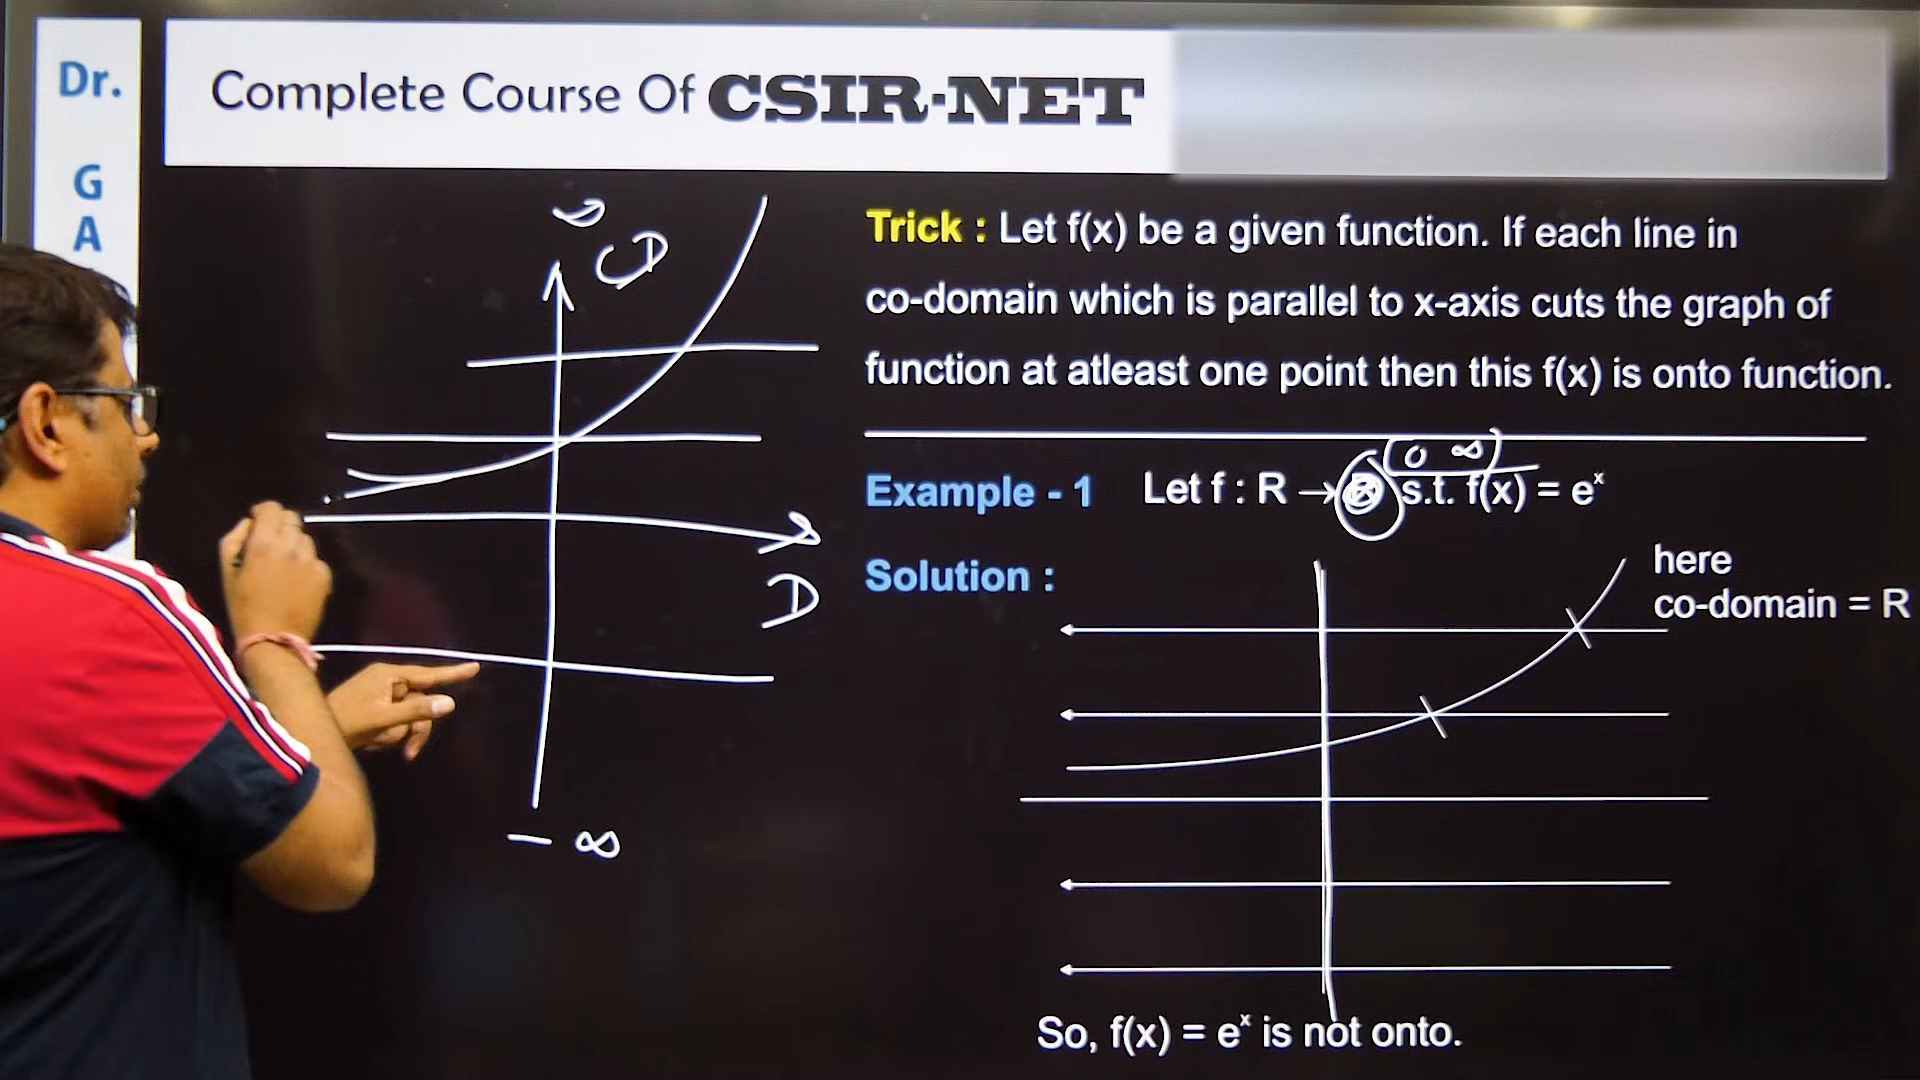 Dr.
G
A
Complete Course Of CSIR-NET
CD
D
- ∞
Trick : Let f(x) be a given function. If each line in
co-domain which is parallel to x-axis cuts the graph of
function at atleast one point then this f(x) is onto function.
(0 ∞)
Example - 1 Let f : R → s.t. f(x) = eˣ
Solution :
here
co-domain = R
So, f(x) = eˣ is not onto.